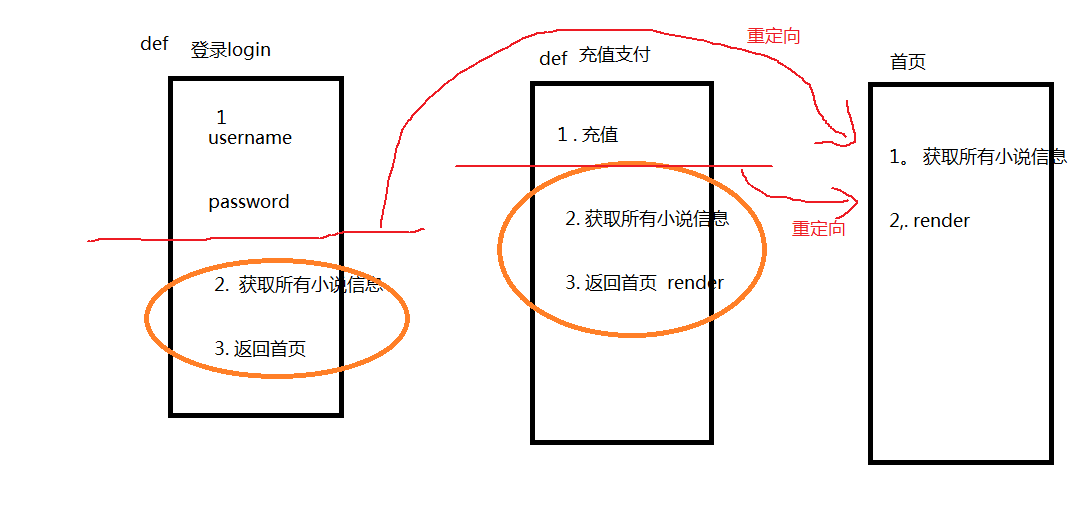 def 登录login
1
username
password
2. 获取所有小说信息
3. 返回首页
def 充值支付
1 . 充值
2. 获取所有小说信息
3. 返回首页 render
重定向
重定向
首页
1。 获取所有小说信息
2,. render